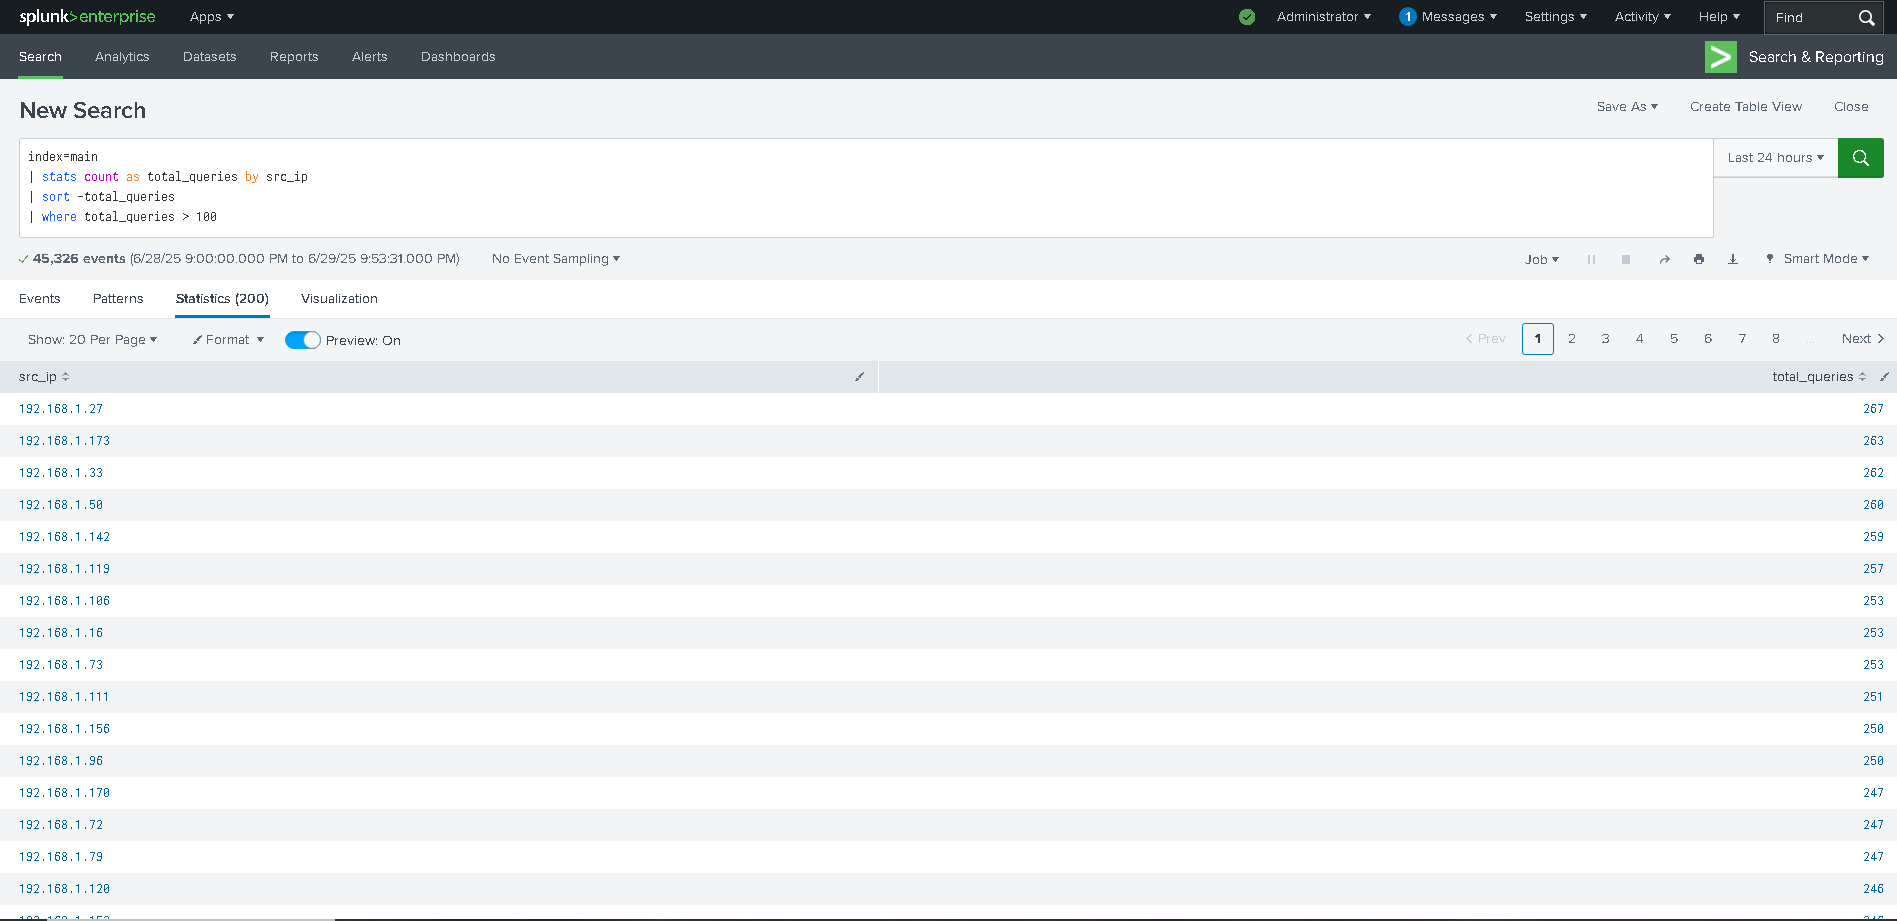 splunk>enterprise Apps Administrator 1 Messages Settings Activity Help Find
Search Analytics Datasets Reports Alerts Dashboards Search & Reporting
New Search Save As Create Table View Close
index=main
| stats count as total_queries by src_ip
| sort -total_queries
| where total_queries > 100
Last 24 hours
45,326 events (6/28/25 9:00:00.000 PM to 6/29/25 9:53:31.000 PM) No Event Sampling Job Smart Mode
Events Patterns Statistics (200) Visualization
Show: 20 Per Page Format Preview: On < Prev 1 2 3 4 5 6 7 8 ... Next >
src_ip total_queries
192.168.1.27 267
192.168.1.173 263
192.168.1.33 262
192.168.1.50 260
192.168.1.142 259
192.168.1.119 257
192.168.1.106 253
192.168.1.16 253
192.168.1.73 253
192.168.1.111 251
192.168.1.156 250
192.168.1.96 250
192.168.1.170 247
192.168.1.72 247
192.168.1.79 247
192.168.1.120 246